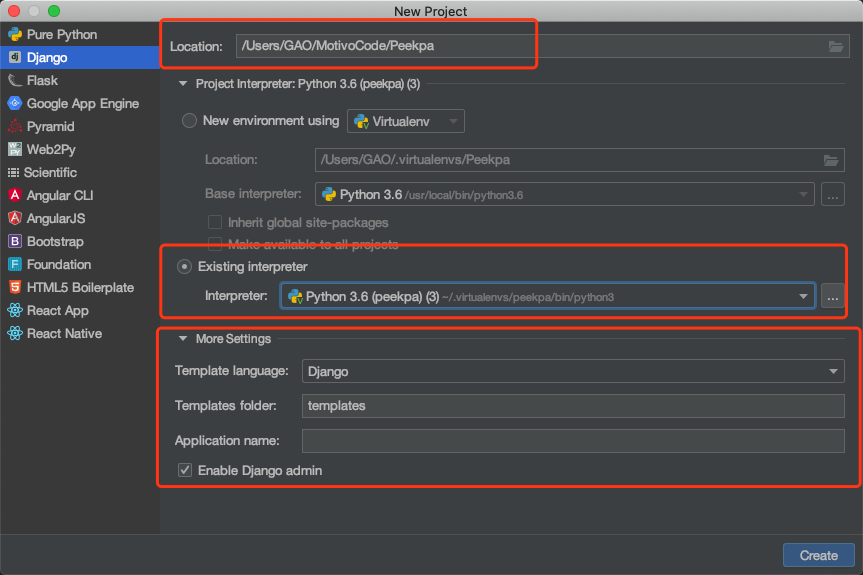 New Project
Pure Python
Django
Flask
Google App Engine
Pyramid
Web2Py
Scientific
Angular CLI
AngularJS
Bootstrap
Foundation
HTML5 Boilerplate
React App
React Native
Location: /Users/GAO/MotivoCode/Peekpa
Project Interpreter: Python 3.6 (peekpa) (3)
New environment using Virtualenv
Location: /Users/GAO/.virtualenvs/Peekpa
Base interpreter: Python 3.6 /usr/local/bin/python3.6 ...
Inherit global site-packages
Make available to all projects
Existing interpreter
Interpreter: Python 3.6 (peekpa) (3) ~/.virtualenvs/peekpa/bin/python3 ...
More Settings
Template language: Django
Templates folder: templates
Application name:
Enable Django admin
Create